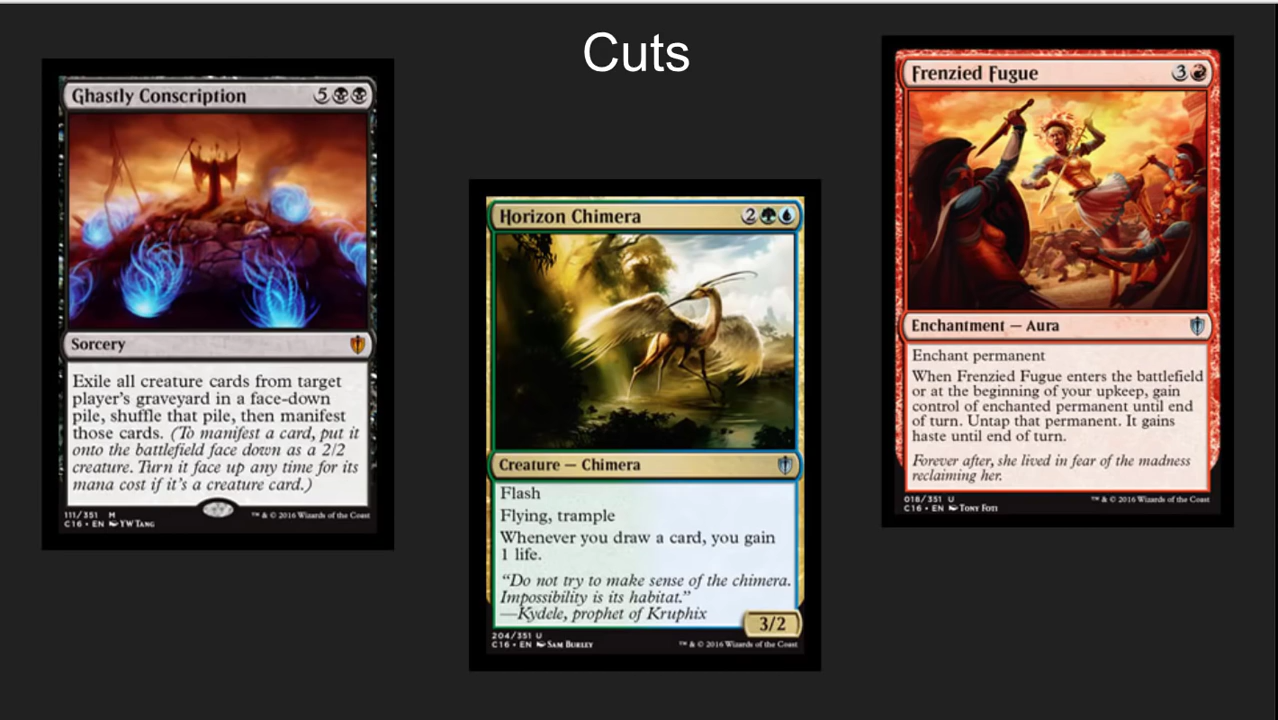 Cuts
Ghastly Conscription 5
Sorcery
Exile all creature cards from target
player's graveyard in a face-down
pile, shuffle that pile, then manifest
those cards. (To manifest a card, put it
onto the battlefield face down as a 2/2
creature. Turn it face up any time for its
mana cost if it's a creature card.)
111/351 M
C16 • EN YW Tang
™ & © 2016 Wizards of the Coast
Horizon Chimera 2
Creature — Chimera
Flash
Flying, trample
Whenever you draw a card, you gain
1 life.
"Do not try to make sense of the chimera.
Impossibility is its habitat."
—Kydele, prophet of Kruphix
3/2
204/351 U
C16 • EN Sam Burley
™ & © 2016 Wizards of the Coast
Frenzied Fugue 3
Enchantment — Aura
Enchant permanent
When Frenzied Fugue enters the battlefield
or at the beginning of your upkeep, gain
control of enchanted permanent until end
of turn. Untap that permanent. It gains
haste until end of turn.
Forever after, she lived in fear of the madness
reclaiming her.
018/351 U
C16 • EN Tony Foti
™ & © 2016 Wizards of the Coast